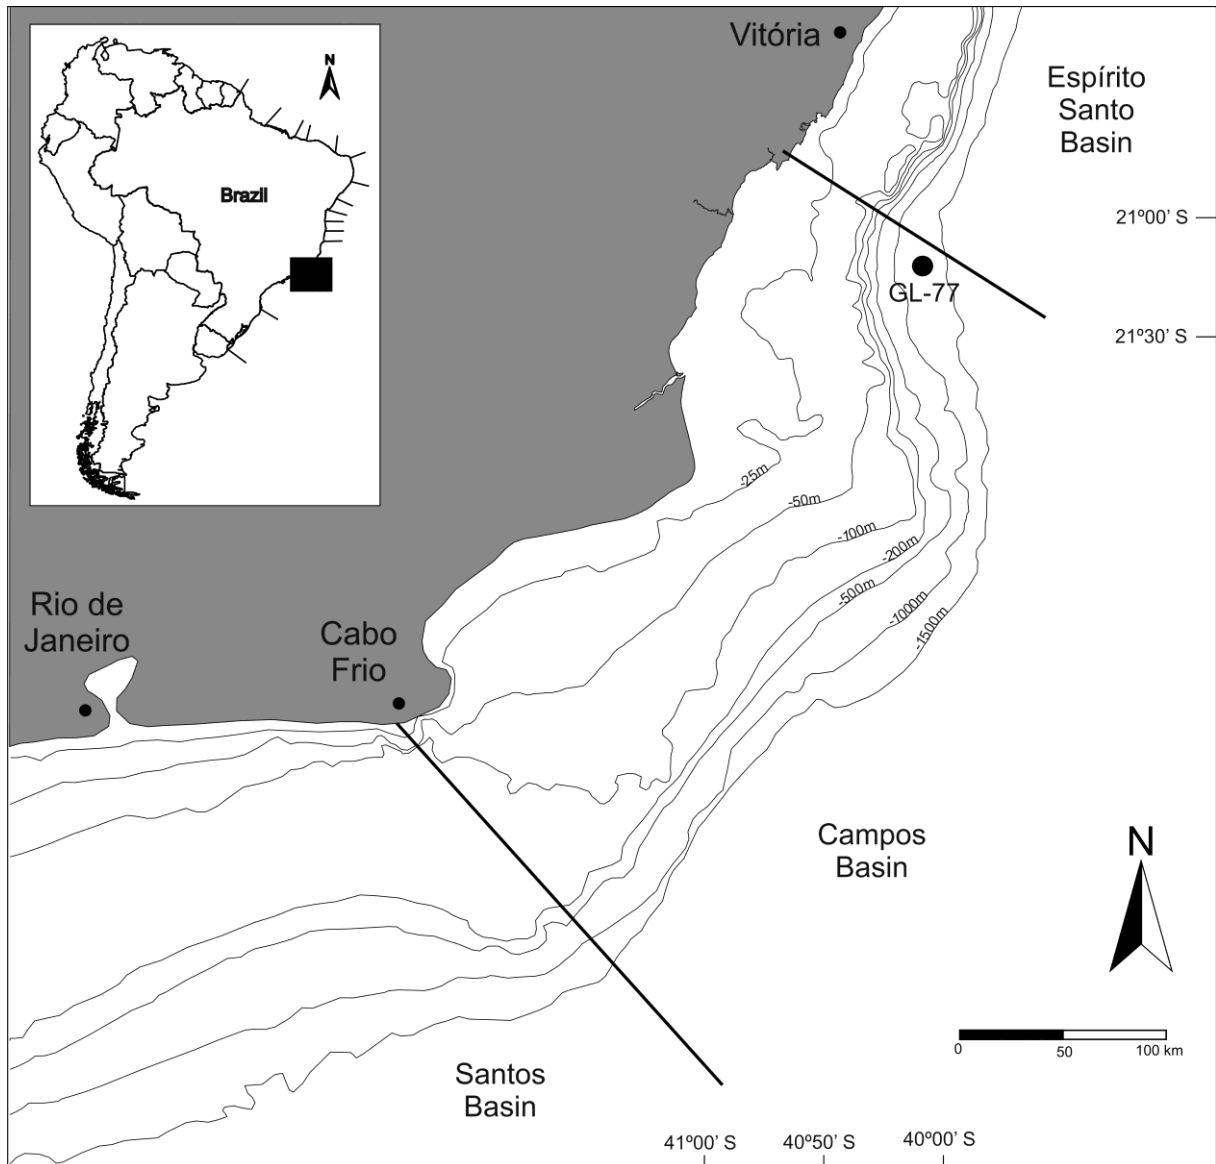 N
Brazil
Vitória
Espírito
Santo
Basin
21º00' S
GL-77
21º30' S
-25m
-50m
-100m
-200m
-500m
-1000m
-1500m
Rio de
Janeiro
Cabo
Frio
Campos
Basin
N
0
50
100 km
Santos
Basin
41º00' S
40º50' S
40º00' S